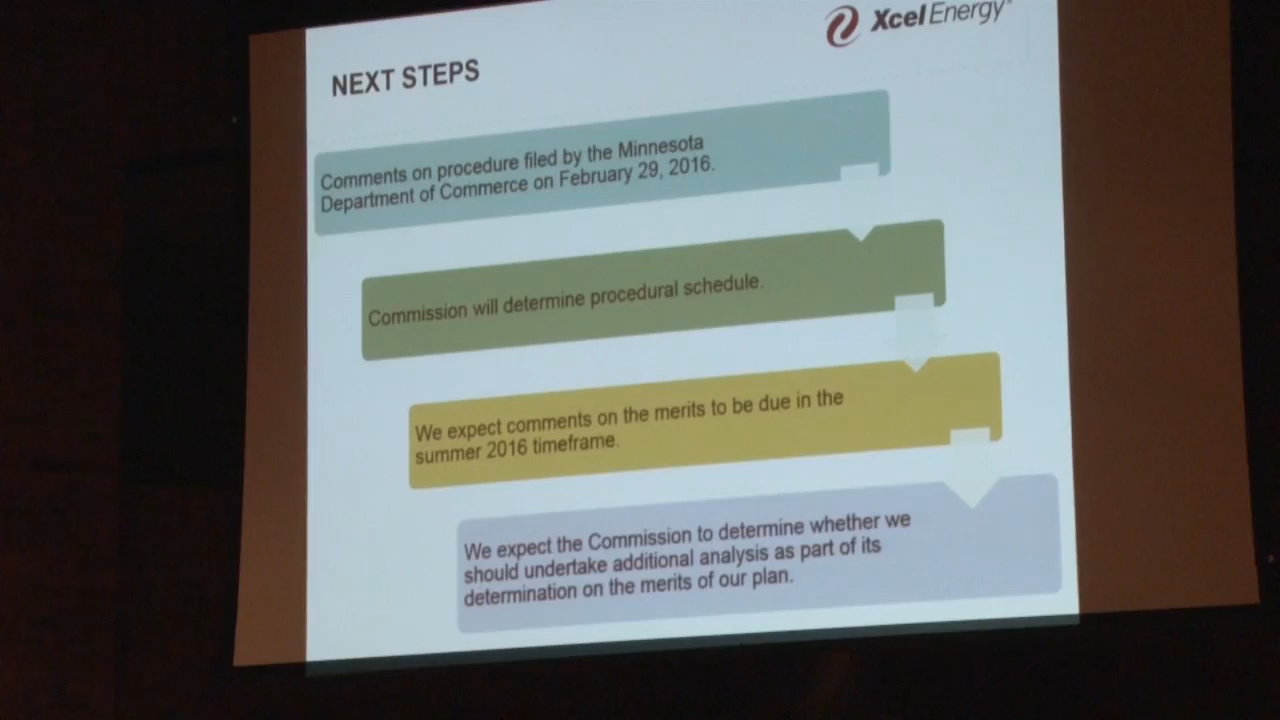 XcelEnergy®
NEXT STEPS
Comments on procedure filed by the Minnesota
Department of Commerce on February 29, 2016.
Commission will determine procedural schedule.
We expect comments on the merits to be due in the
summer 2016 timeframe.
We expect the Commission to determine whether we
should undertake additional analysis as part of its
determination on the merits of our plan.